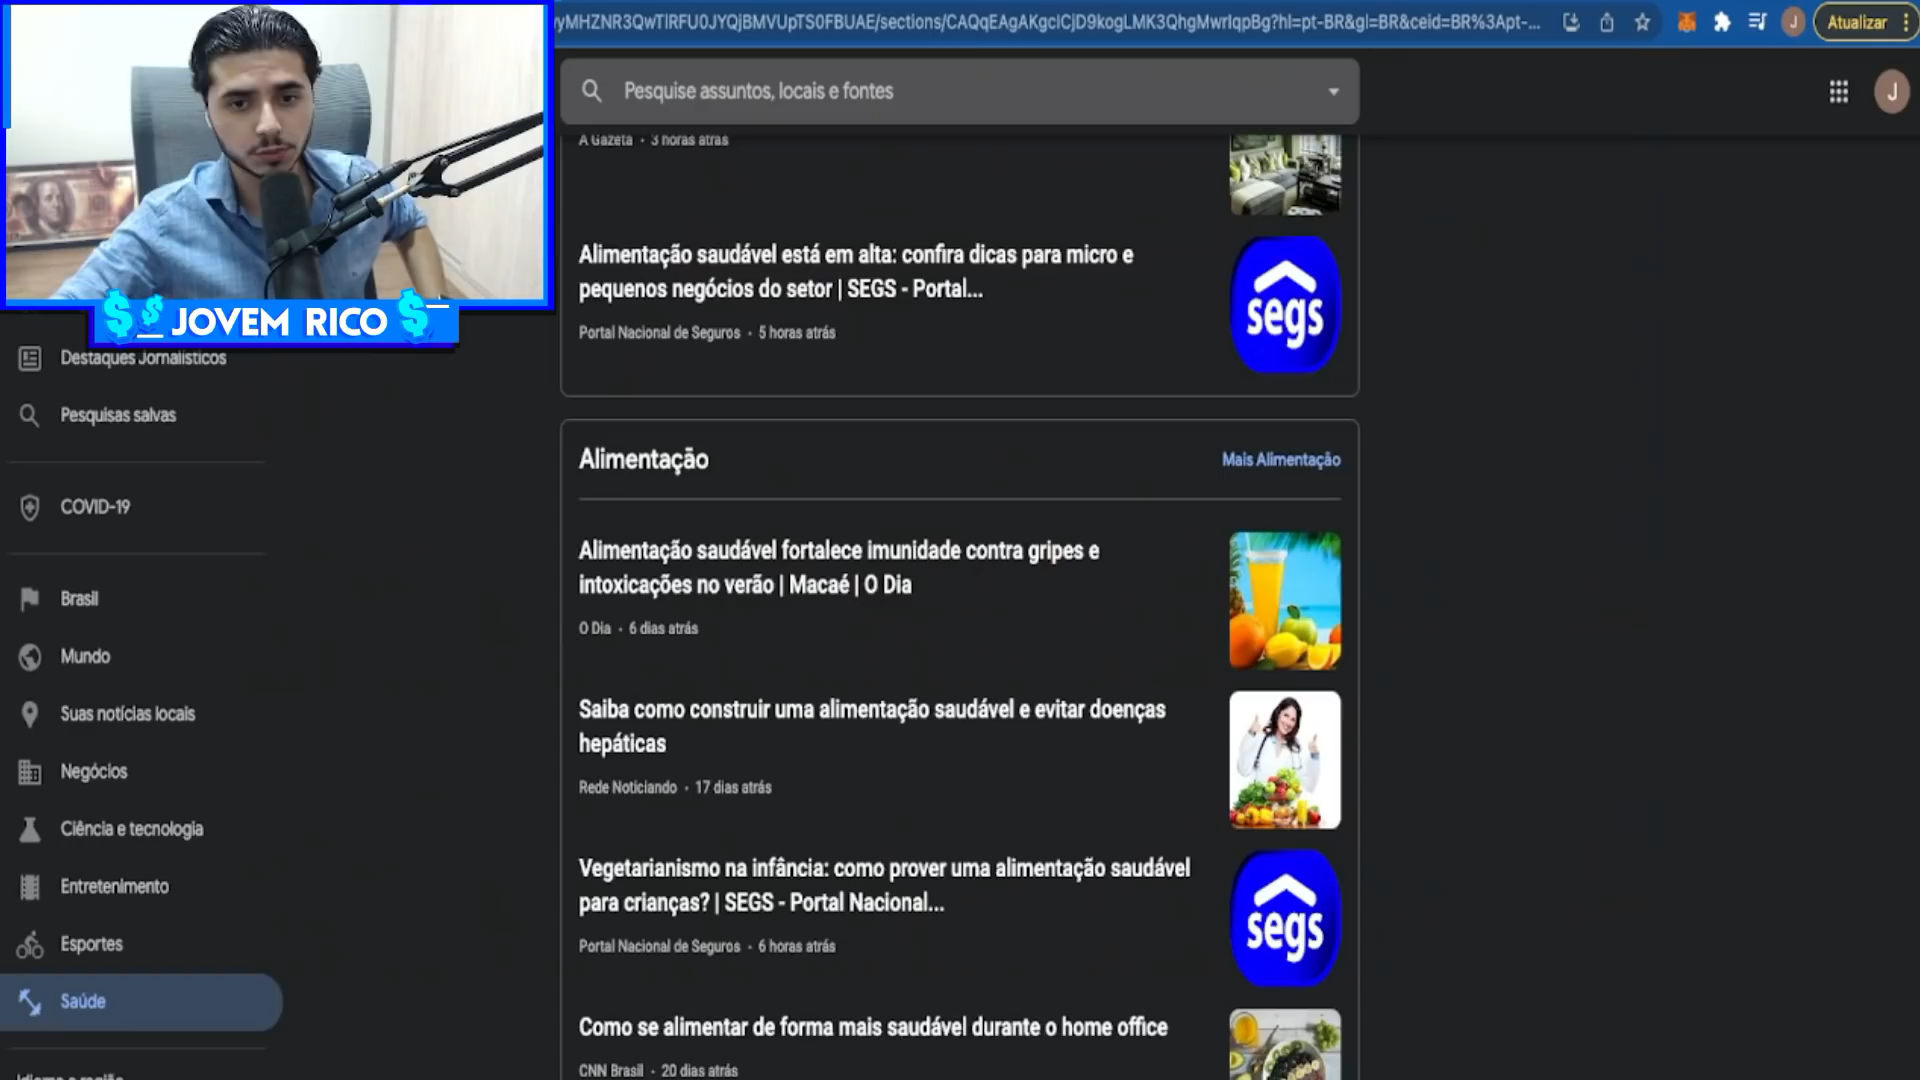 yMHZNR3QwTlRFU0JYQjBMVUpTS0FBUAE/sections/CAQqEAgAKgcICjD9kogLMK3QhgMwrIqpBg?hl=pt-BR&gl=BR&ceid=BR%3Apt-...
J
Atualizar
Pesquise assuntos, locais e fontes
J
A Gazeta · 3 horas atrás
Alimentação saudável está em alta: confira dicas para micro e
pequenos negócios do setor | SEGS - Portal...
Portal Nacional de Seguros · 5 horas atrás
segs
$ $ JOVEM RICO $
Destaques Jornalísticos
Pesquisas salvas
COVID-19
Brasil
Mundo
Suas notícias locais
Negócios
Ciência e tecnologia
Entretenimento
Esportes
Saúde
Alimentação
Mais Alimentação
Alimentação saudável fortalece imunidade contra gripes e
intoxicações no verão | Macaé | O Dia
O Dia · 6 dias atrás
Saiba como construir uma alimentação saudável e evitar doenças
hepáticas
Rede Noticiando · 17 dias atrás
Vegetarianismo na infância: como prover uma alimentação saudável
para crianças? | SEGS - Portal Nacional...
Portal Nacional de Seguros · 6 horas atrás
segs
Como se alimentar de forma mais saudável durante o home office
CNN Brasil · 20 dias atrás